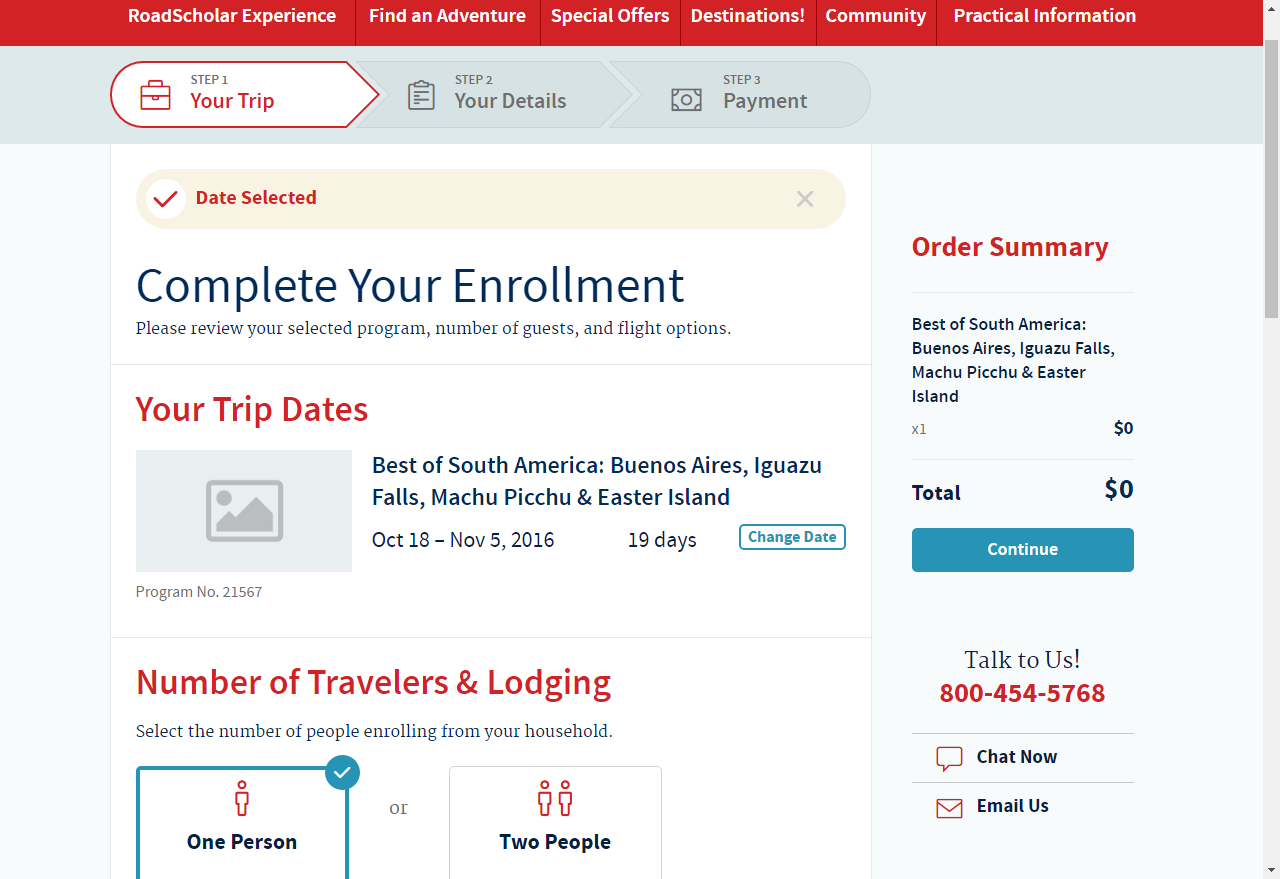 RoadScholar Experience
Find an Adventure
Special Offers
Destinations!
Community
Practical Information
STEP 1
Your Trip
STEP 2
Your Details
STEP 3
Payment
Date Selected
Complete Your Enrollment
Please review your selected program, number of guests, and flight options.
Your Trip Dates
Best of South America: Buenos Aires, Iguazu
Falls, Machu Picchu & Easter Island
Oct 18 – Nov 5, 2016
19 days
Change Date
Program No. 21567
Number of Travelers & Lodging
Select the number of people enrolling from your household.
One Person
or
Two People
Order Summary
Best of South America:
Buenos Aires, Iguazu Falls,
Machu Picchu & Easter
Island
x1
$0
Total
$0
Continue
Talk to Us!
800-454-5768
Chat Now
Email Us